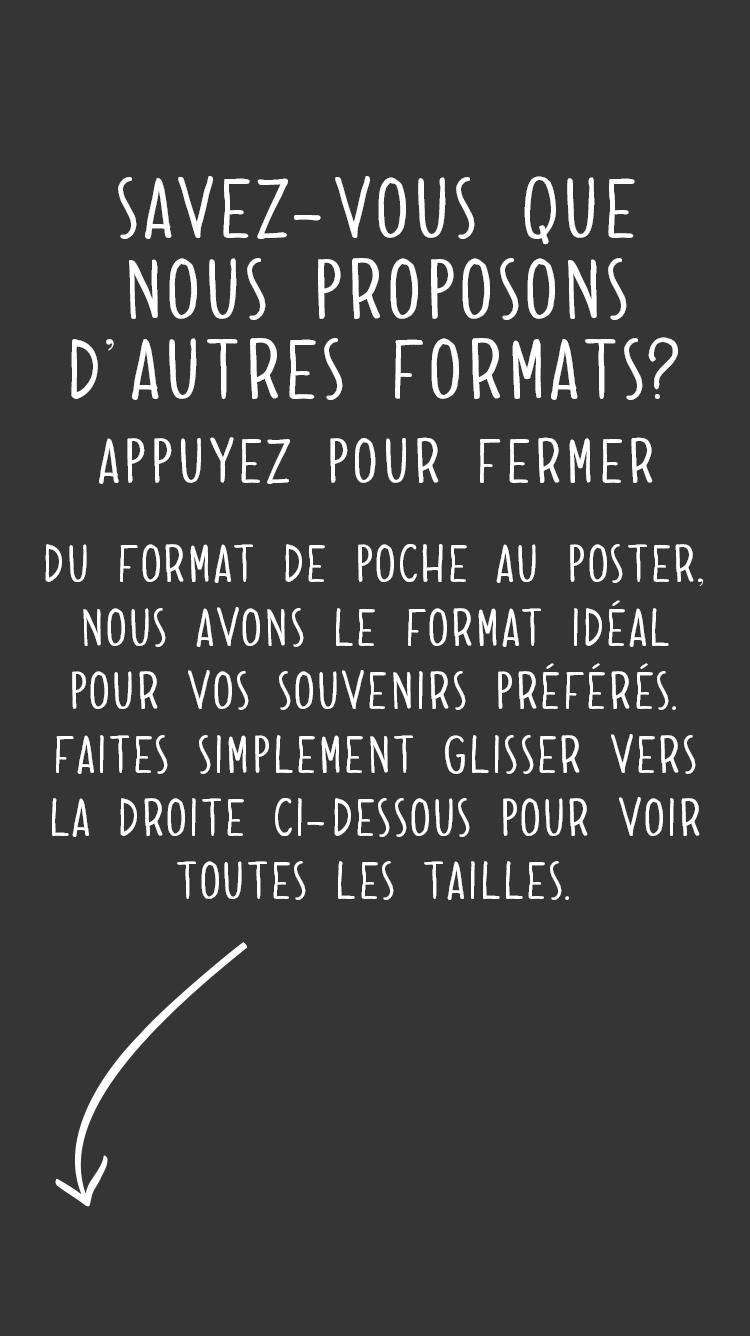 SAVEZ-VOUS QUE
NOUS PROPOSONS
D'AUTRES FORMATS?
APPUYEZ POUR FERMER
DU FORMAT DE POCHE AU POSTER,
NOUS AVONS LE FORMAT IDÉAL
POUR VOS SOUVENIRS PRÉFÉRÉS.
FAITES SIMPLEMENT GLISSER VERS
LA DROITE CI-DESSOUS POUR VOIR
TOUTES LES TAILLES.